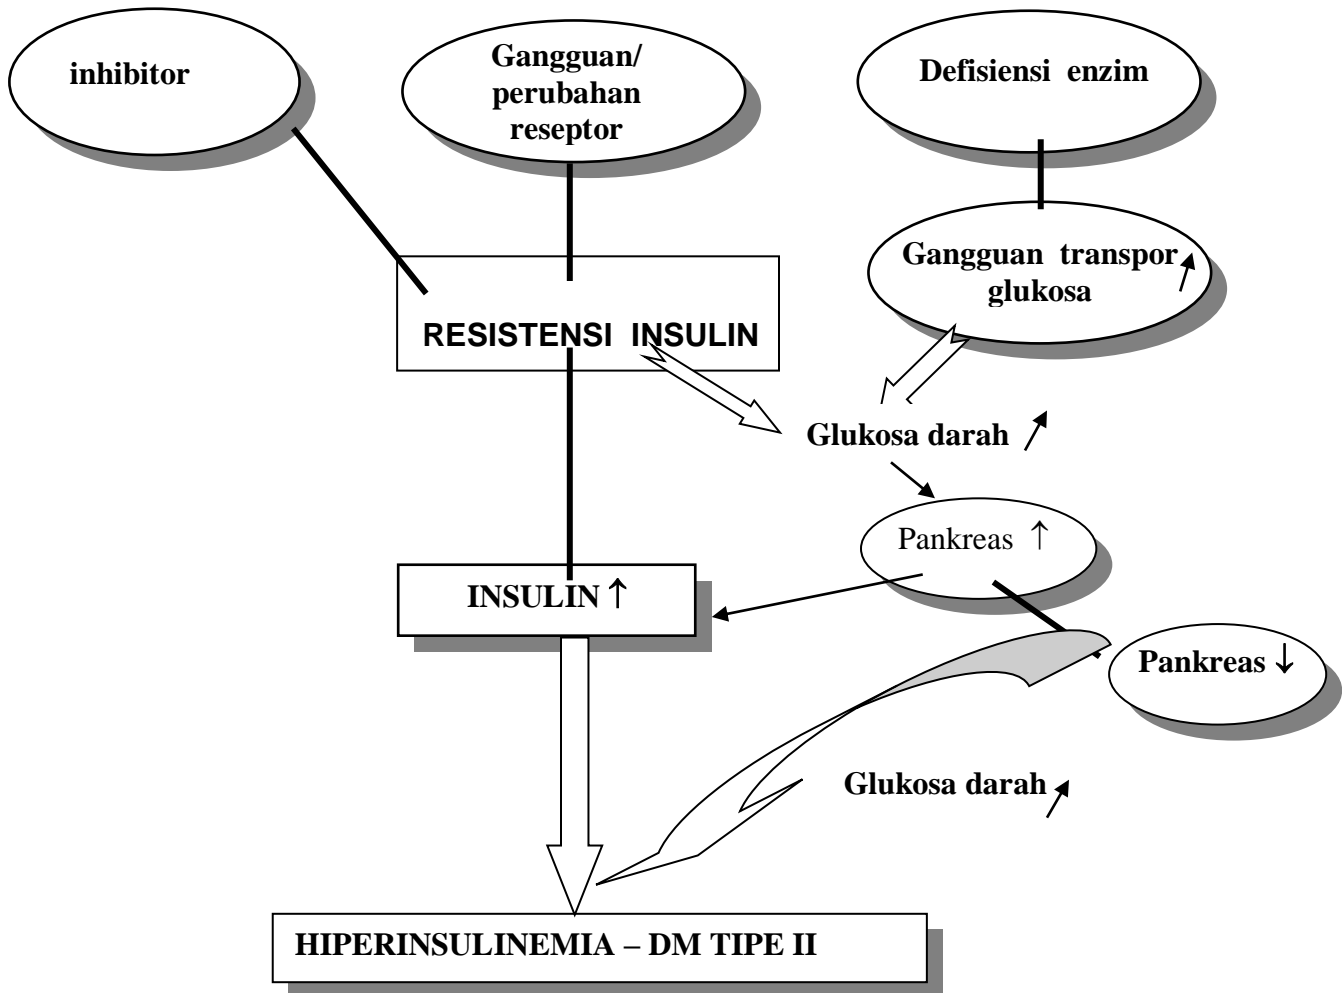 inhibitor
Gangguan/
perubahan
reseptor
Defisiensi enzim
Gangguan transpor
glukosa
RESISTENSI INSULIN
Glukosa darah
Pankreas ↑
INSULIN ↑
Pankreas ↓
Glukosa darah
HIPERINSULINEMIA – DM TIPE II